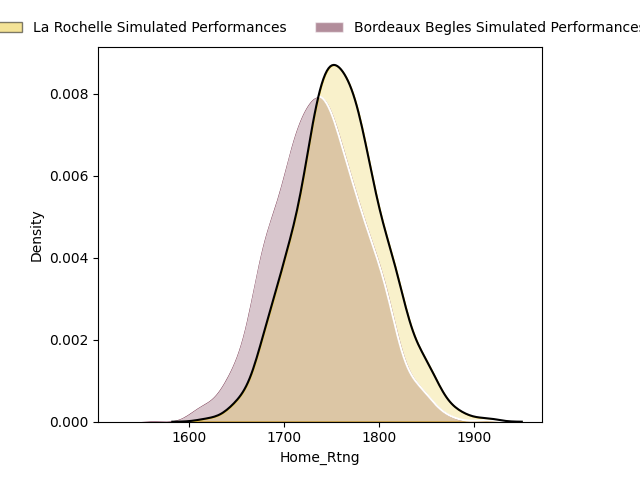 La Rochelle Simulated Performances
Bordeaux Begles Simulated Performances
0.008
0.006
0.004
0.002
0.000
Density
1600 1700 1800 1900
Home_Rtng